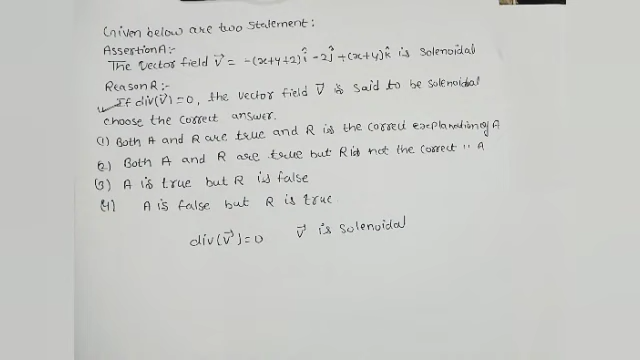 Given below are two statement:
Assertion A:-
The vector field V⃗ = -(x+y+2)î -2ĵ +(x+y)k̂ is solenoidal
Reason R:-
If div(V⃗)=0, the vector field V⃗ is said to be solenoidal
choose the correct answer.
(1) Both A and R are true and R is the correct explanation of A
(2.) Both A and R are true but R is not the correct " A
(3) A is true but R is false
(4) A is false but R is true.
div(V⃗)=0 V⃗ is solenoidal